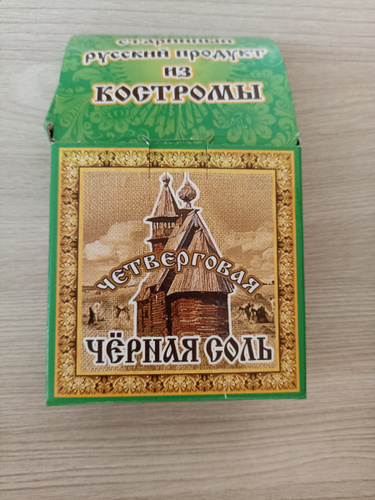 старинный
русский продукт
из
КОСТРОМЫ
ЧЕТВЕРГОВАЯ
ЧЁРНАЯ СОЛЬ